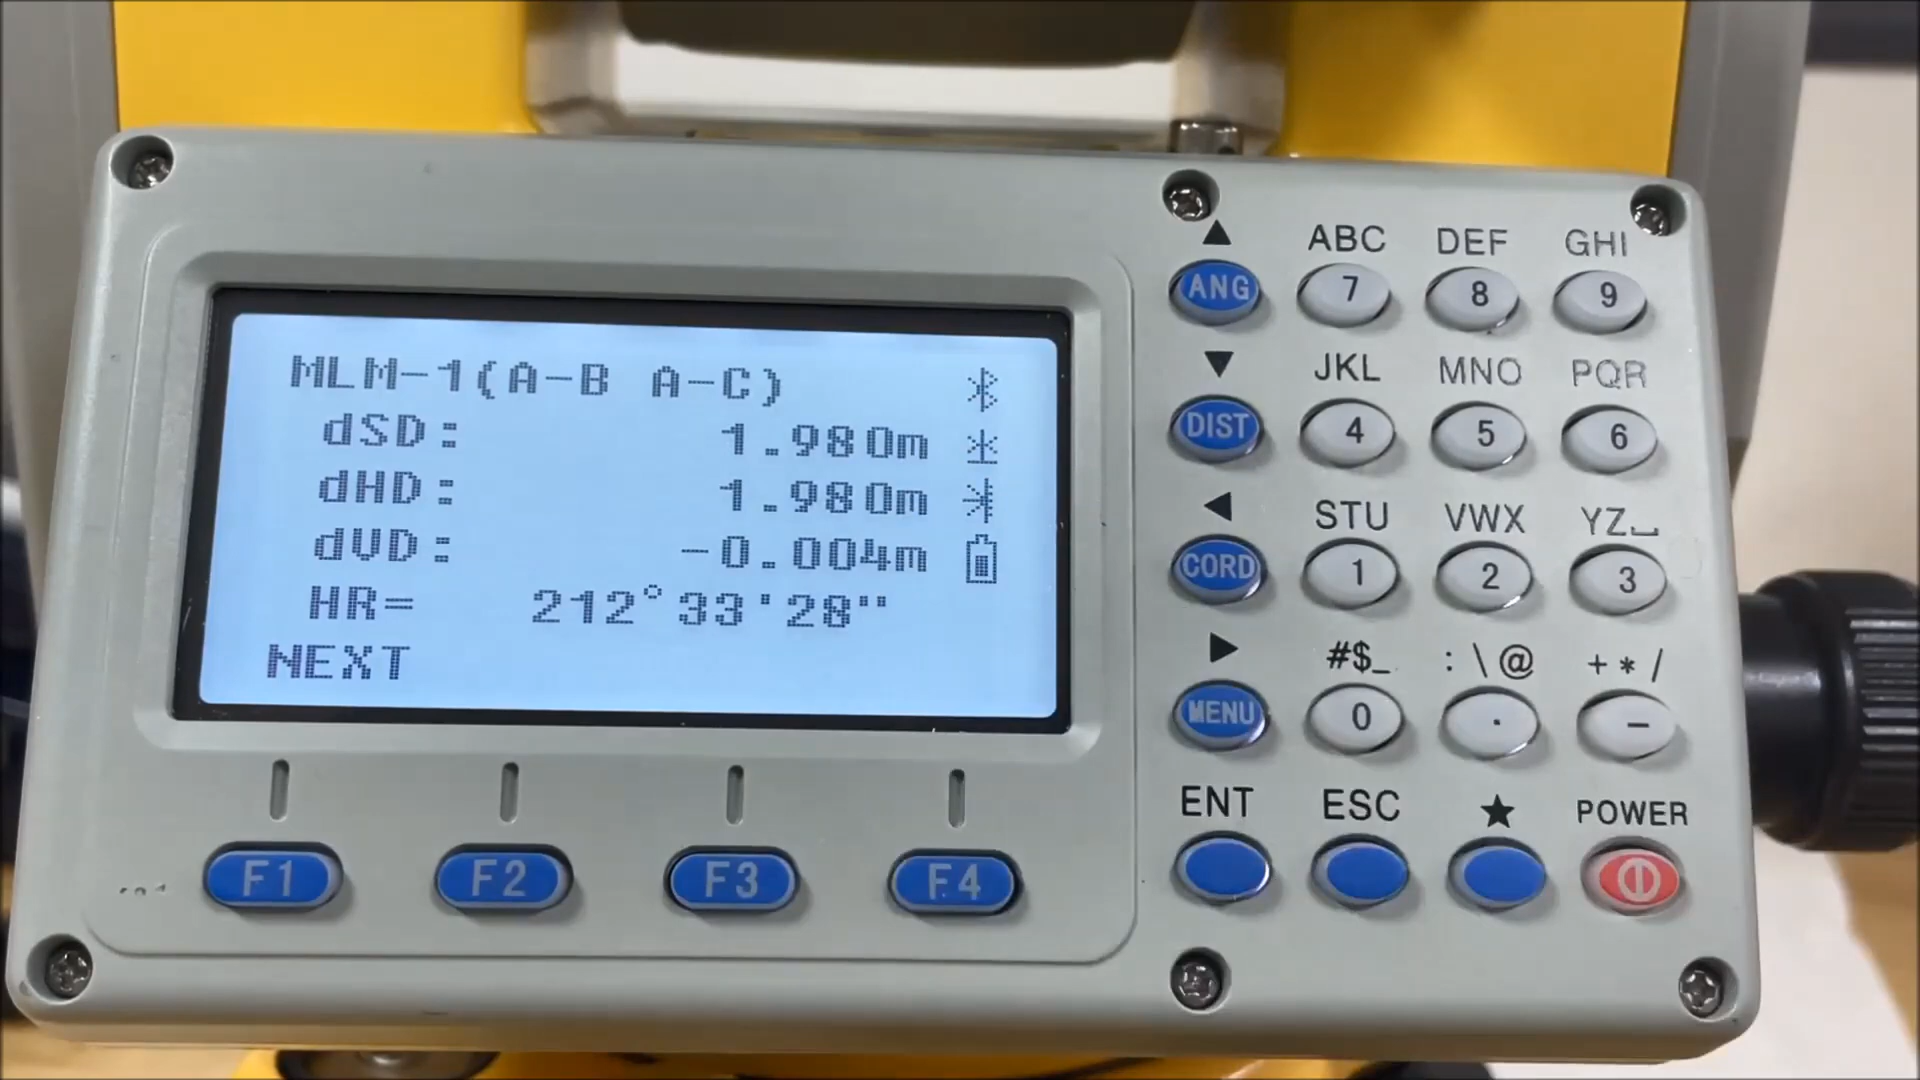 MLM-1(A-B A-C)
dSD: 1.980m
dHD: 1.980m
dVD: -0.004m
HR= 212°33'28"
NEXT
F1 F2 F3 F4
▲ ABC DEF GHI
ANG 7 8 9
▼ JKL MNO PQR
DIST 4 5 6
◀ STU VWX YZ⎵
CORD 1 2 3
▶ #$_ :\@ +*/
MENU 0 . -
ENT ESC ★ POWER